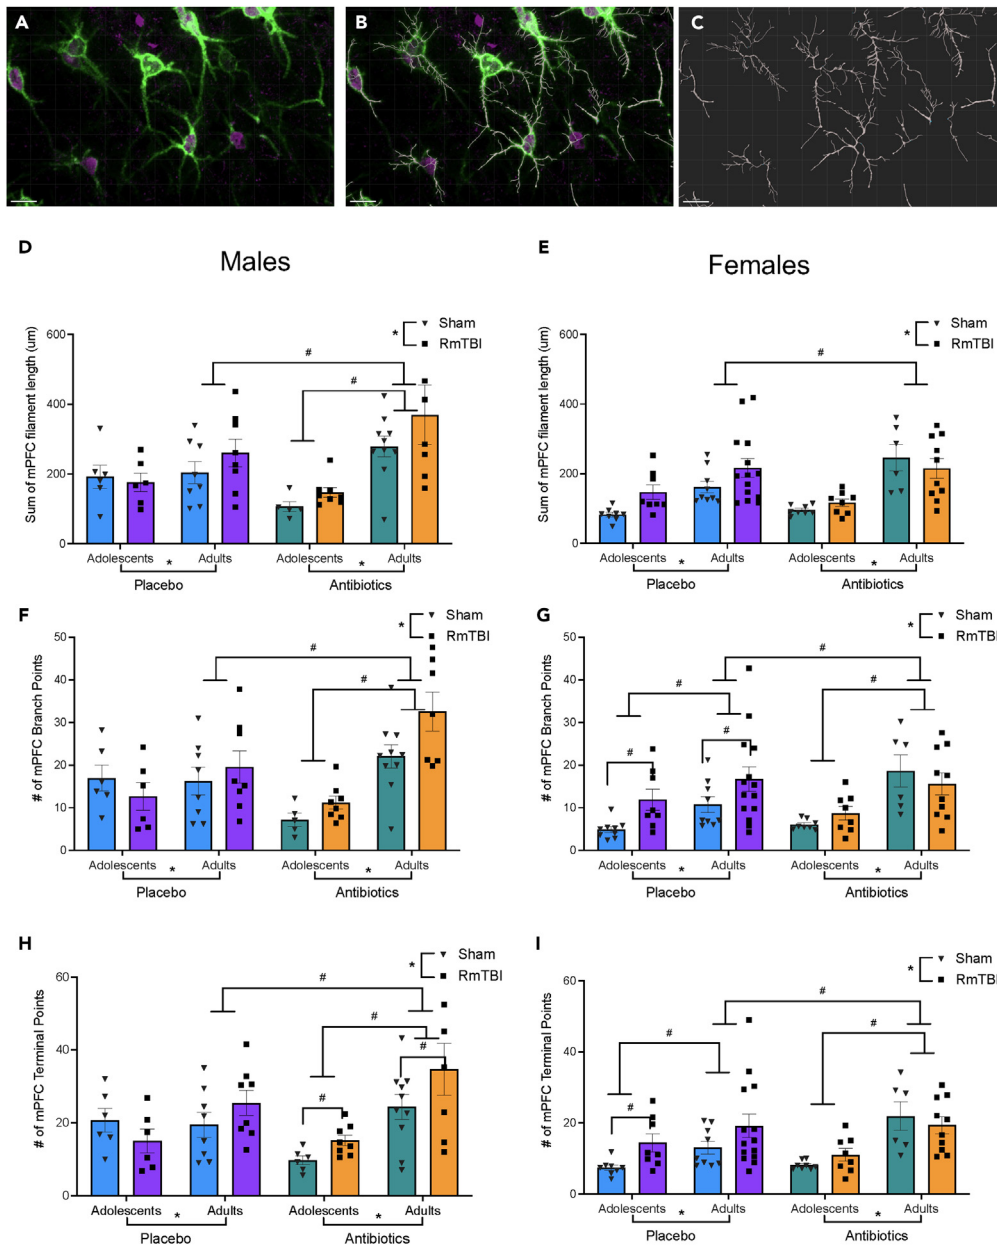 A
B
C
D
Males
E
Females
Sum of mPFC filament length (um)
600
400
200
0
Sham
*
RmTBI
#
#
Adolescents
Adults
Adolescents
Adults
*
*
Placebo
Antibiotics
Sum of mPFC filament length (um)
600
400
200
0
Sham
*
RmTBI
#
Adolescents
Adults
Adolescents
Adults
*
*
Placebo
Antibiotics
F
# of mPFC Branch Points
50
40
30
20
10
0
Sham
*
RmTBI
#
#
Adolescents
Adults
Adolescents
Adults
*
*
Placebo
Antibiotics
G
# of mPFC Branch Points
50
40
30
20
10
0
Sham
*
RmTBI
#
#
#
#
#
Adolescents
Adults
Adolescents
Adults
*
*
Placebo
Antibiotics
H
# of mPFC Terminal Points
60
40
20
0
Sham
*
RmTBI
#
#
#
#
Adolescents
Adults
Adolescents
Adults
*
*
Placebo
Antibiotics
I
# of mPFC Terminal Points
60
40
20
0
Sham
*
RmTBI
#
#
#
#
Adolescents
Adults
Adolescents
Adults
*
*
Placebo
Antibiotics